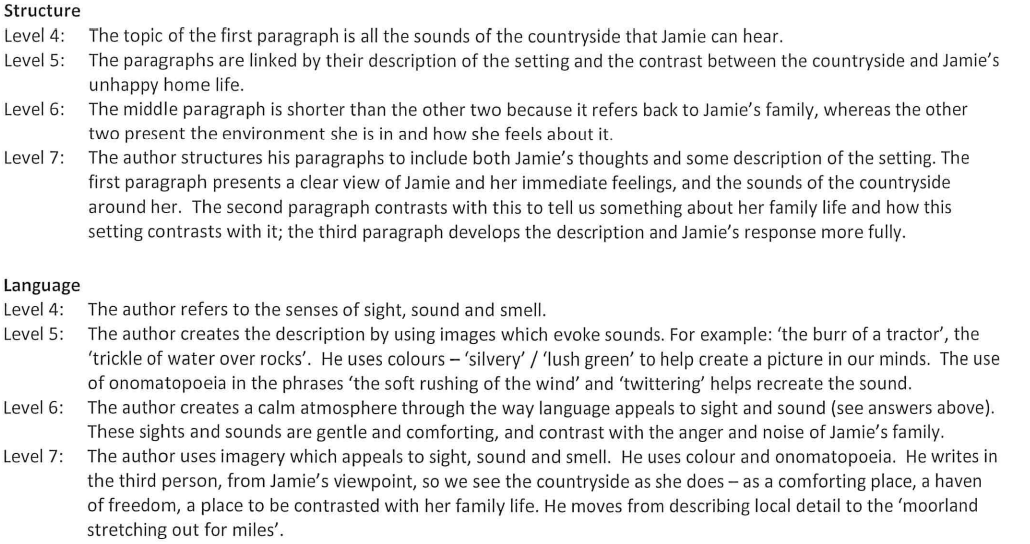 Structure
Level 4: The topic of the first paragraph is all the sounds of the countryside that Jamie can hear.
Level 5: The paragraphs are linked by their description of the setting and the contrast between the countryside and Jamie's
unhappy home life.
Level 6: The middle paragraph is shorter than the other two because it refers back to Jamie's family, whereas the other
two present the environment she is in and how she feels about it.
Level 7: The author structures his paragraphs to include both Jamie's thoughts and some description of the setting. The
first paragraph presents a clear view of Jamie and her immediate feelings, and the sounds of the countryside
around her. The second paragraph contrasts with this to tell us something about her family life and how this
setting contrasts with it; the third paragraph develops the description and Jamie's response more fully.
Language
Level 4: The author refers to the senses of sight, sound and smell.
Level 5: The author creates the description by using images which evoke sounds. For example: 'the burr of a tractor', the
'trickle of water over rocks'. He uses colours – 'silvery' / 'lush green' to help create a picture in our minds. The use
of onomatopoeia in the phrases 'the soft rushing of the wind' and 'twittering' helps recreate the sound.
Level 6: The author creates a calm atmosphere through the way language appeals to sight and sound (see answers above).
These sights and sounds are gentle and comforting, and contrast with the anger and noise of Jamie's family.
Level 7: The author uses imagery which appeals to sight, sound and smell. He uses colour and onomatopoeia. He writes in
the third person, from Jamie's viewpoint, so we see the countryside as she does – as a comforting place, a haven
of freedom, a place to be contrasted with her family life. He moves from describing local detail to the 'moorland
stretching out for miles'.